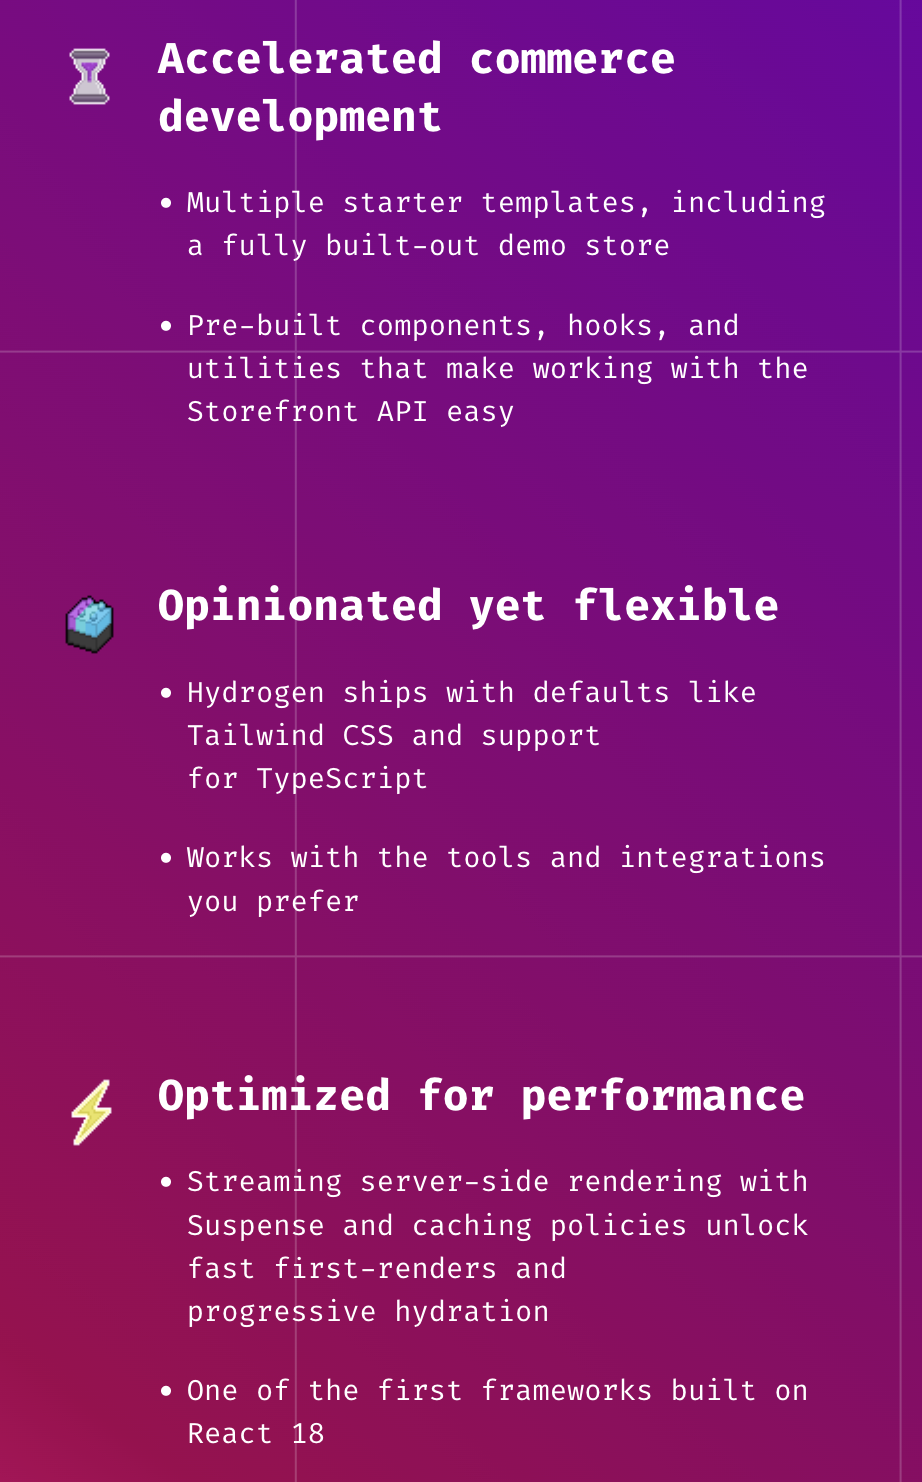 Accelerated commerce
development
• Multiple starter templates, including
a fully built-out demo store
• Pre-built components, hooks, and
utilities that make working with the
Storefront API easy
Opinionated yet flexible
• Hydrogen ships with defaults like
Tailwind CSS and support
for TypeScript
• Works with the tools and integrations
you prefer
Optimized for performance
• Streaming server-side rendering with
Suspense and caching policies unlock
fast first-renders and
progressive hydration
• One of the first frameworks built on
React 18